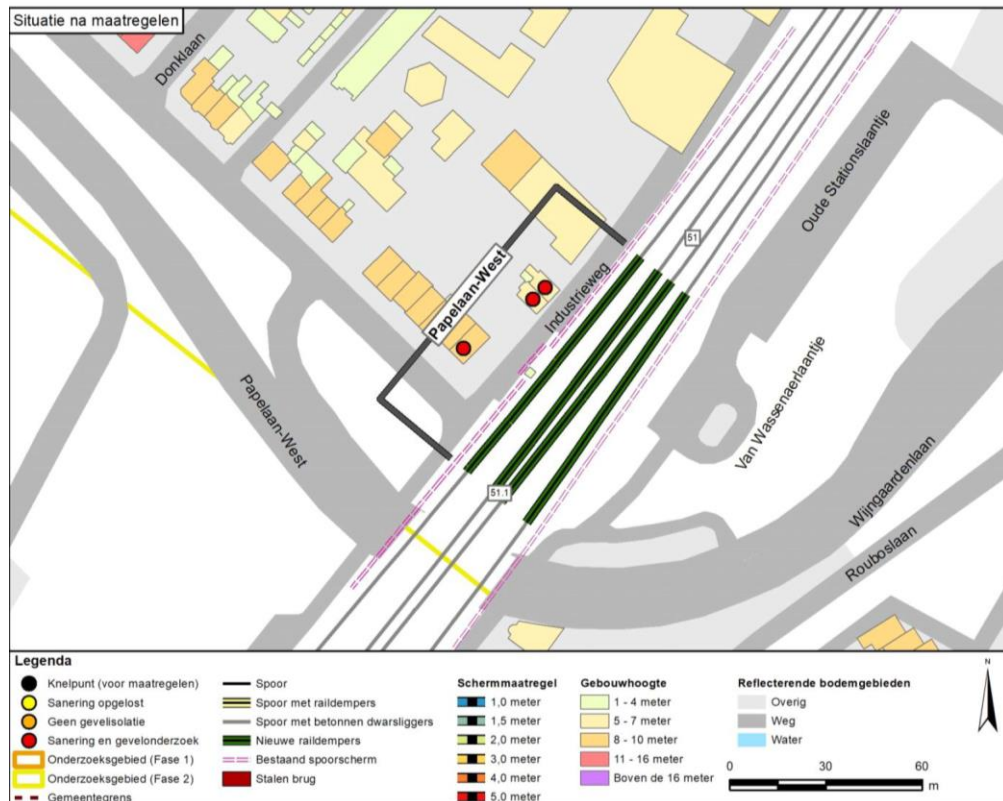 Situatie na maatregelen
Donklaan
Oude Stationslaantje
51
Papelaan-West
Industrieweg
Papelaan-West
Van Wassenaerlaantje
Wijngaardenlaan
51.1
Rouboslaan
Legenda
Knelpunt (voor maatregelen)
Sanering opgelost
Geen gevelisolatie
Sanering en gevelonderzoek
Onderzoeksgebied (Fase 1)
Onderzoeksgebied (Fase 2)
Gemeentegrens
Spoor
Spoor met raildempers
Spoor met betonnen dwarsliggers
Nieuwe raildempers
Bestaand spoorscherm
Stalen brug
Schermmaatregel
1,0 meter
1,5 meter
2,0 meter
3,0 meter
4,0 meter
5,0 meter
Gebouwhoogte
1 - 4 meter
5 - 7 meter
8 - 10 meter
11 - 16 meter
Boven de 16 meter
Reflecterende bodemgebieden
Overig
Weg
Water
N
0 30 60
m